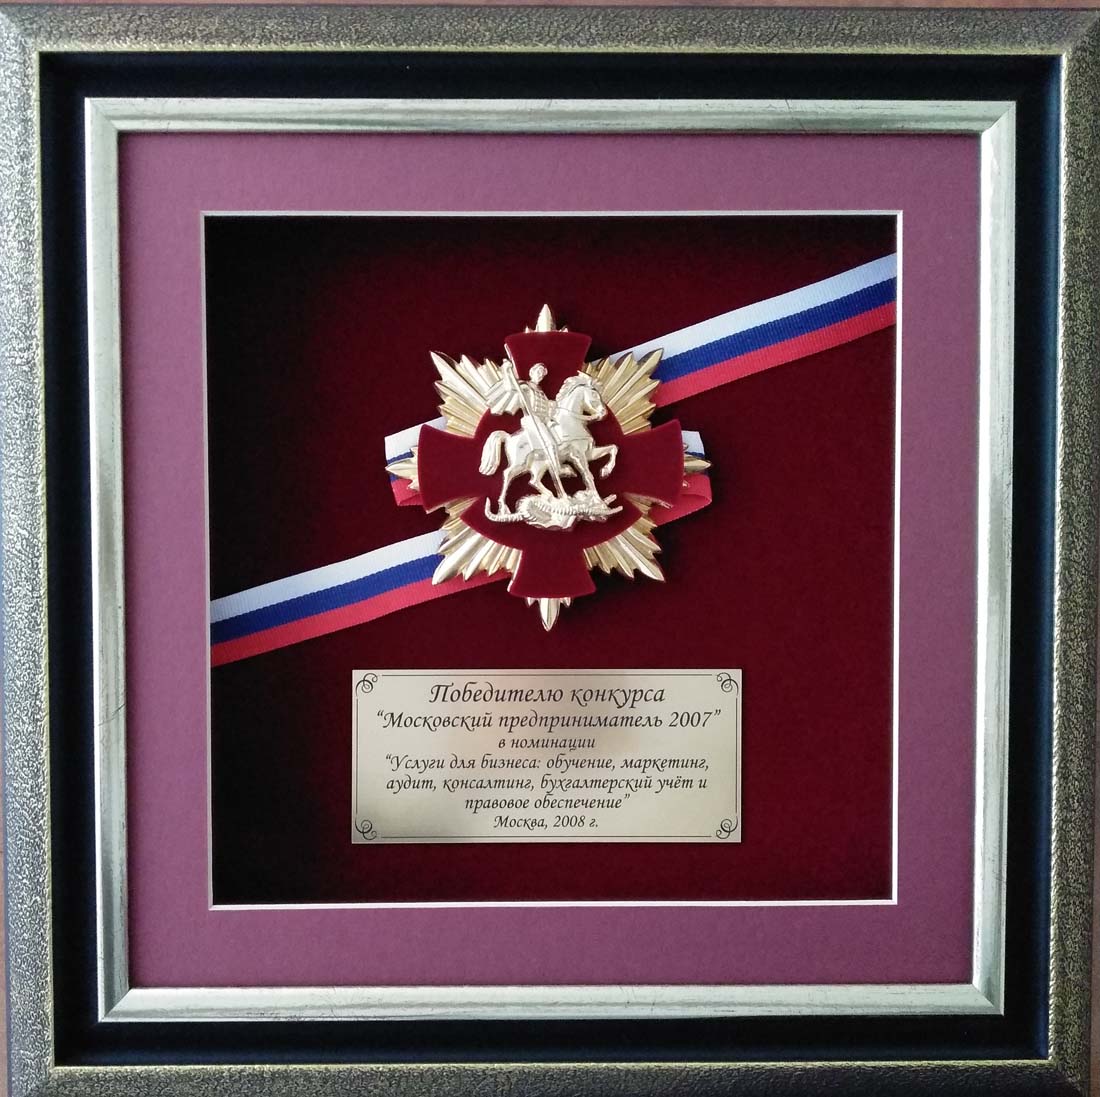 Победителю конкурса
“Московский предприниматель 2007”
в номинации
“Услуги для бизнеса: обучение, маркетинг,
аудит, консалтинг, бухгалтерский учёт и
правовое обеспечение”
Москва, 2008 г.